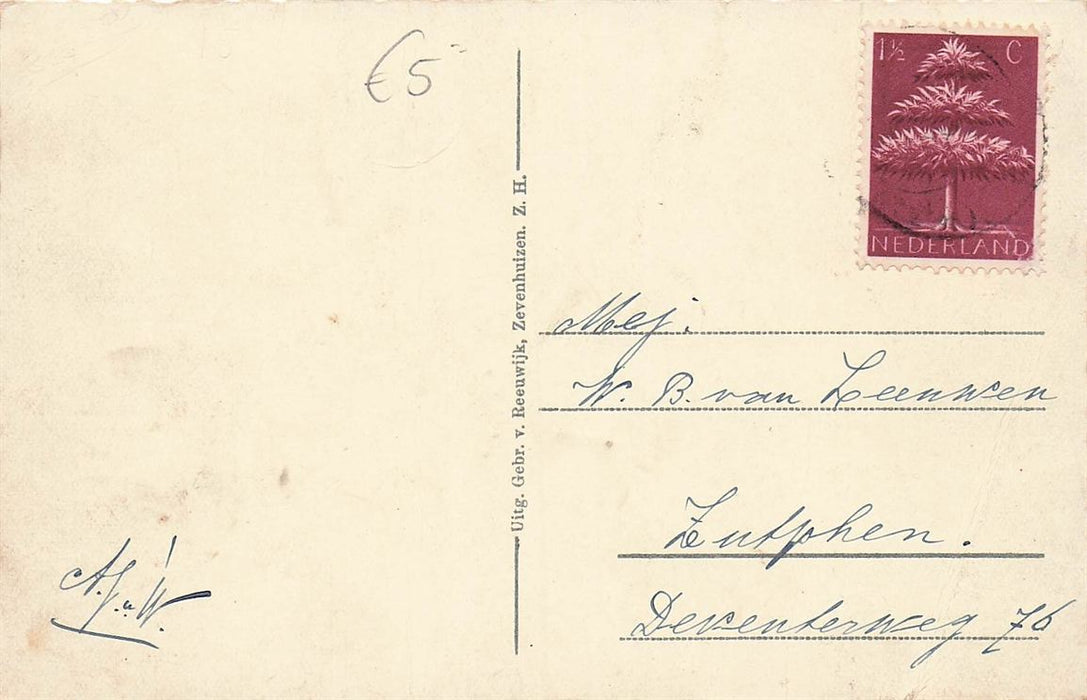 €5
1½ C
NEDERLAND
Uitg. Gebr. v. Reeuwijk, Zevenhuizen. Z. H.
Mej.
W. B. van Leeuwen
Zutphen.
Deventerweg 76